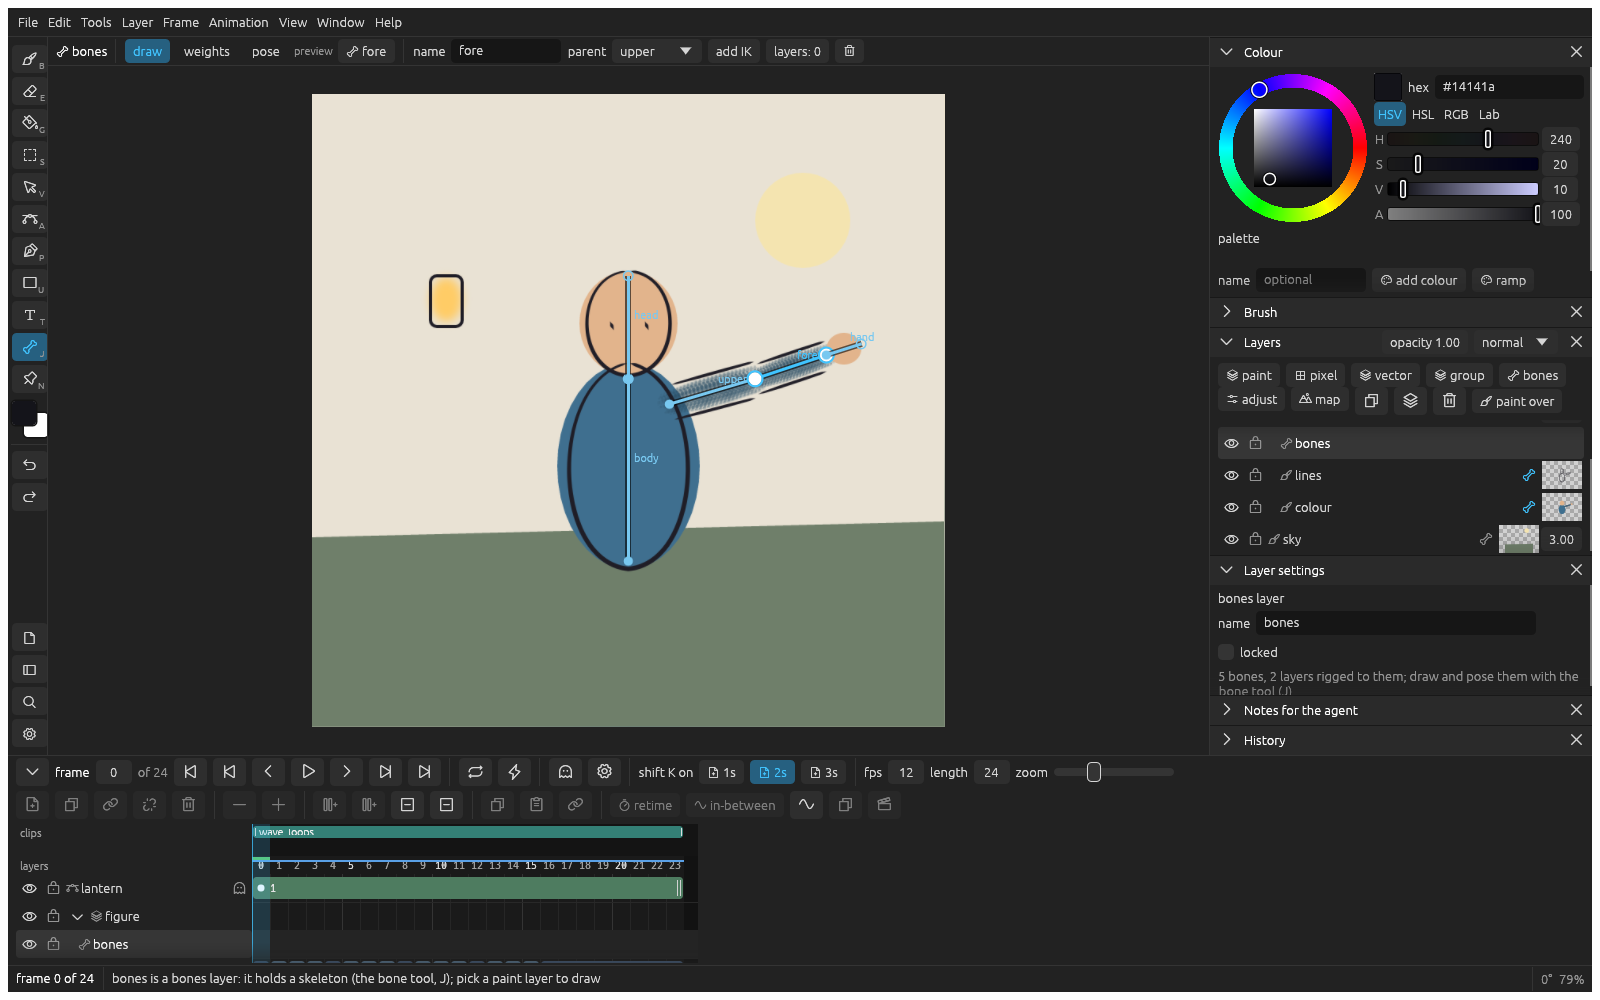 File Edit Tools Layer Frame Animation View Window Help
bones draw weights pose preview fore name fore parent upper add IK layers: 0
B
E
G
S
V
A
P
U
T
J
N
head
hand
fore
upper
body
Colour
hex #14141a
HSV HSL RGB Lab
H 240
S 20
V 10
A 100
palette
name optional add colour ramp
Brush
Layers opacity 1.00 normal
paint pixel vector group bones
adjust map paint over
bones
lines
colour
sky 3.00
Layer settings
bones layer
name bones
locked
5 bones, 2 layers rigged to them; draw and pose them with the
bone tool (J)
Notes for the agent
History
frame 0 of 24 shift K on 1s 2s 3s fps 12 length 24 zoom
retime in-between
clips wave loops
layers 0 1 2 3 4 5 6 7 8 9 10 11 12 13 14 15 16 17 18 19 20 21 22 23
lantern 1
figure
bones
frame 0 of 24 bones is a bones layer: it holds a skeleton (the bone tool, J); pick a paint layer to draw 0° 79%